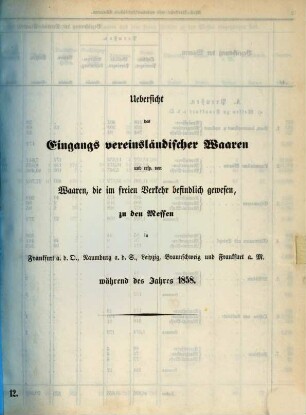 Uebersicht
des
Eingangs vereinsländischer Waaren
und resp. von
Waaren, die im freien Verkehr befindlich gewesen,
zu den Messen
in
Frankfurt a. d. O., Naumburg a. d. S., Leipzig, Braunschweig und Frankfurt a. M.
während des Jahres 1858.
12.